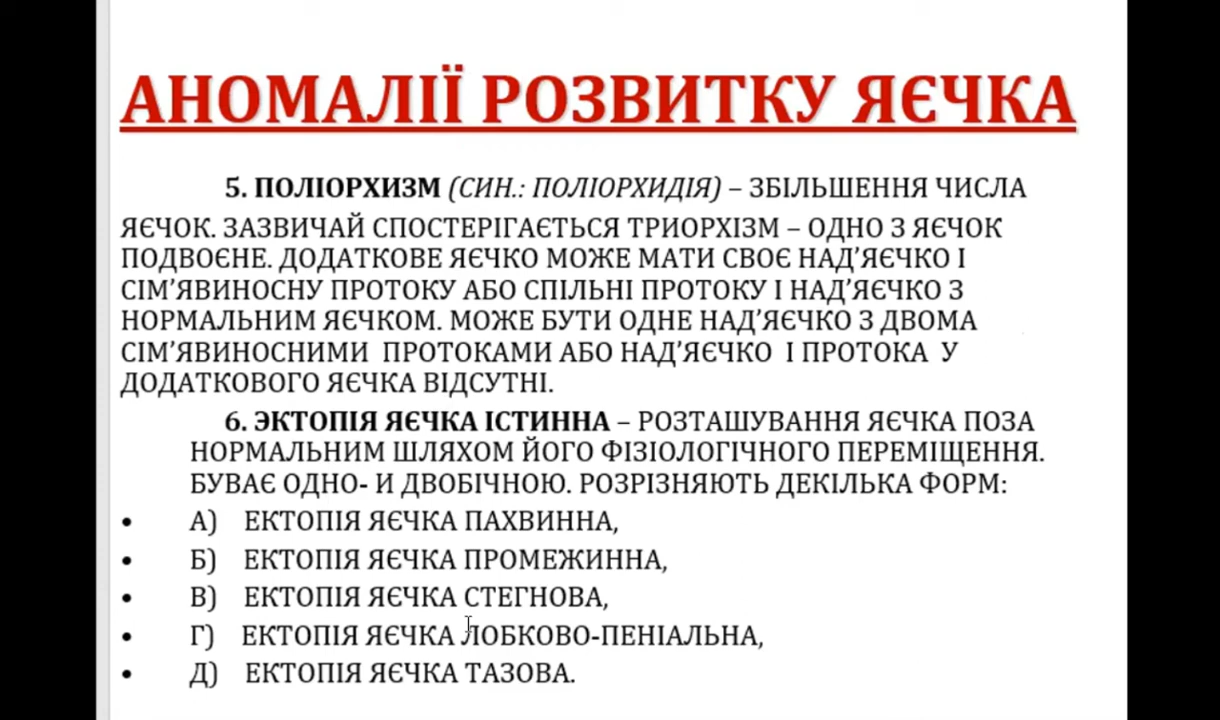 АНОМАЛІЇ РОЗВИТКУ ЯЄЧКА
5. ПОЛІОРХИЗМ (СИН.: ПОЛІОРХИДІЯ) – ЗБІЛЬШЕННЯ ЧИСЛА
ЯЄЧОК. ЗАЗВИЧАЙ СПОСТЕРІГАЄТЬСЯ ТРИОРХІЗМ – ОДНО З ЯЄЧОК
ПОДВОЄНЕ. ДОДАТКОВЕ ЯЄЧКО МОЖЕ МАТИ СВОЄ НАД’ЯЄЧКО І
СІМ’ЯВИНОСНУ ПРОТОКУ АБО СПІЛЬНІ ПРОТОКУ І НАД’ЯЄЧКО З
НОРМАЛЬНИМ ЯЄЧКОМ. МОЖЕ БУТИ ОДНЕ НАД’ЯЄЧКО З ДВОМА
СІМ’ЯВИНОСНИМИ ПРОТОКАМИ АБО НАД’ЯЄЧКО І ПРОТОКА У
ДОДАТКОВОГО ЯЄЧКА ВІДСУТНІ.
6. ЭКТОПІЯ ЯЄЧКА ІСТИННА – РОЗТАШУВАННЯ ЯЄЧКА ПОЗА
НОРМАЛЬНИМ ШЛЯХОМ ЙОГО ФІЗІОЛОГІЧНОГО ПЕРЕМІЩЕННЯ.
БУВАЄ ОДНО- И ДВОБІЧНОЮ. РОЗРІЗНЯЮТЬ ДЕКІЛЬКА ФОРМ:
• А) ЕКТОПІЯ ЯЄЧКА ПАХВИННА,
• Б) ЕКТОПІЯ ЯЄЧКА ПРОМЕЖИННА,
• В) ЕКТОПІЯ ЯЄЧКА СТЕГНОВА,
• Г) ЕКТОПІЯ ЯЄЧКА ЛОБКОВО-ПЕНІАЛЬНА,
• Д) ЕКТОПІЯ ЯЄЧКА ТАЗОВА.